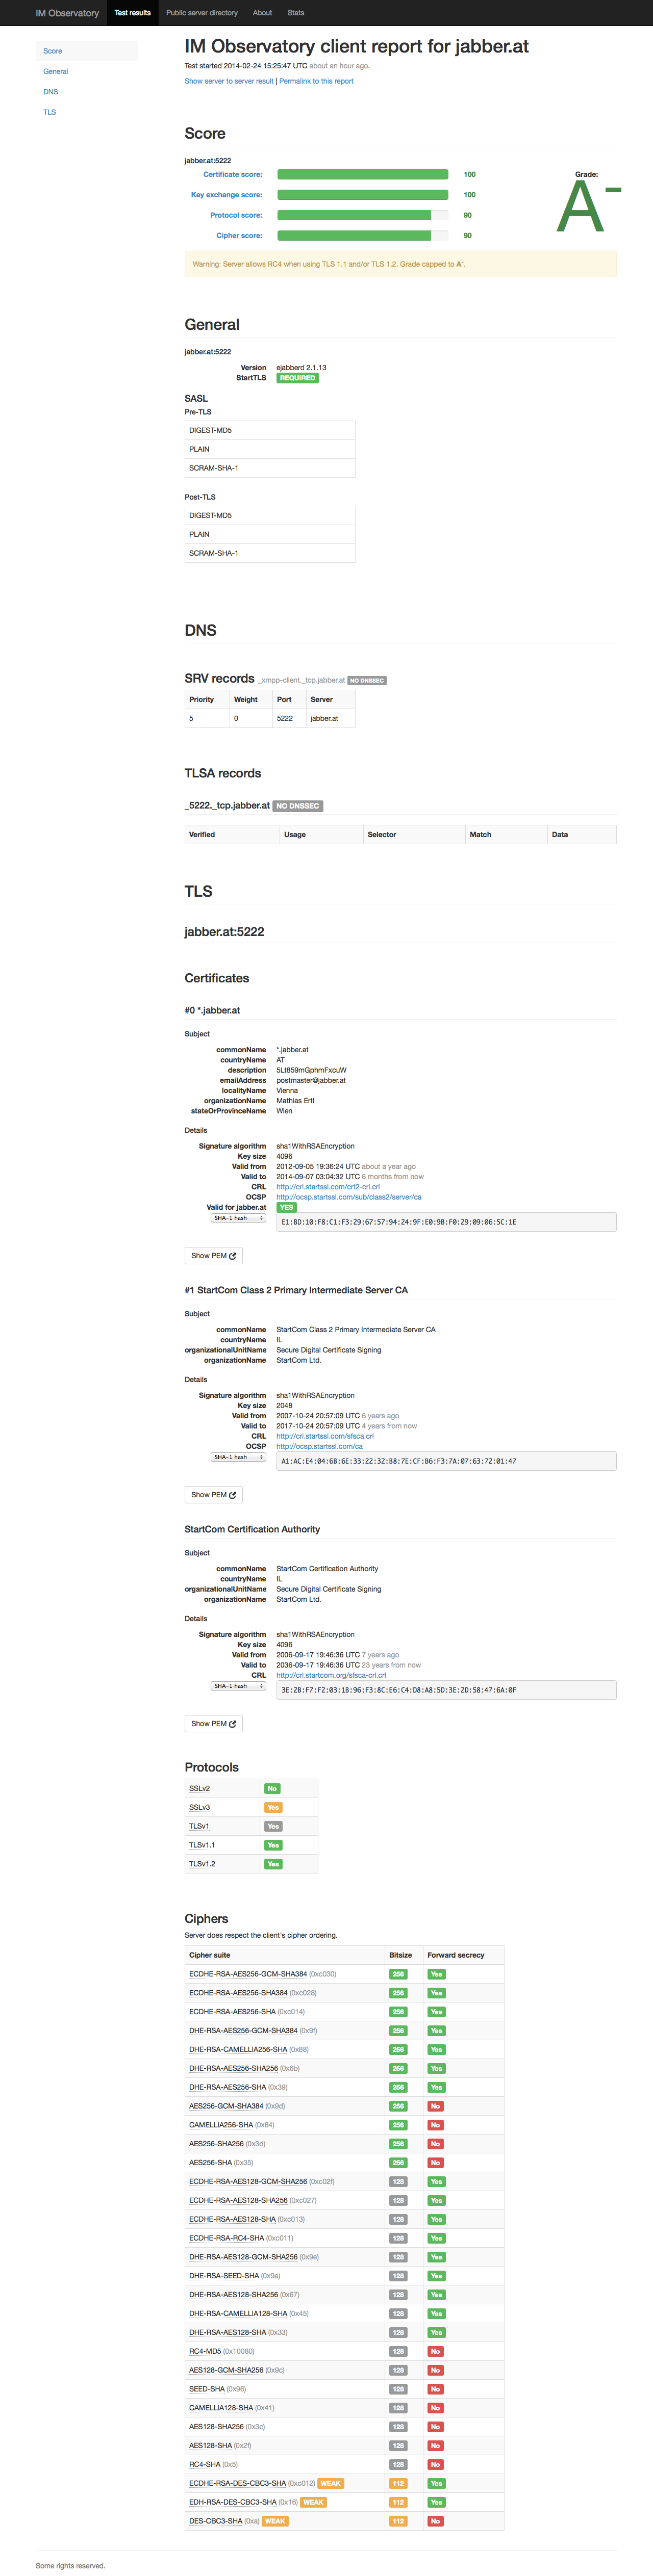 IM Observatory Test results Public server directory About Stats
Score
General
DNS
TLS
IM Observatory client report for jabber.at
Test started 2014-02-24 15:25:47 UTC about an hour ago.
Show server to server result | Permalink to this report
Score
jabber.at:5222
Certificate score: 100
Key exchange score: 100
Protocol score: 90
Cipher score: 90
Grade:
A-
Warning: Server allows RC4 when using TLS 1.1 and/or TLS 1.2. Grade capped to A-.
General
jabber.at:5222
Version ejabberd 2.1.13
StartTLS REQUIRED
SASL
Pre-TLS
DIGEST-MD5
PLAIN
SCRAM-SHA-1
Post-TLS
DIGEST-MD5
PLAIN
SCRAM-SHA-1
DNS
SRV records _xmpp-client._tcp.jabber.at NO DNSSEC
Priority Weight Port Server
5 0 5222 jabber.at
TLSA records
_5222._tcp.jabber.at NO DNSSEC
Verified Usage Selector Match Data
TLS
jabber.at:5222
Certificates
#0 *.jabber.at
Subject
commonName *.jabber.at
countryName AT
description 5Lt859mGphmFxcuW
emailAddress postmaster@jabber.at
localityName Vienna
organizationName Mathias Ertl
stateOrProvinceName Wien
Details
Signature algorithm sha1WithRSAEncryption
Key size 4096
Valid from 2012-09-05 19:36:24 UTC about a year ago
Valid to 2014-09-07 03:04:32 UTC 6 months from now
CRL http://crl.startssl.com/crt2-crl.crl
OCSP http://ocsp.startssl.com/sub/class2/server/ca
Valid for jabber.at YES
SHA-1 hash E1:BD:10:F8:C1:F3:29:67:57:94:24:9F:E0:98:F0:29:09:06:5C:1E
Show PEM
#1 StartCom Class 2 Primary Intermediate Server CA
Subject
commonName StartCom Class 2 Primary Intermediate Server CA
countryName IL
organizationalUnitName Secure Digital Certificate Signing
organizationName StartCom Ltd.
Details
Signature algorithm sha1WithRSAEncryption
Key size 2048
Valid from 2007-10-24 20:57:09 UTC 6 years ago
Valid to 2017-10-24 20:57:09 UTC 4 years from now
CRL http://crl.startssl.com/sfsca.crl
OCSP http://ocsp.startssl.com/ca
SHA-1 hash A1:AC:E4:04:68:6E:33:22:32:B8:7E:CF:B6:F3:7A:07:63:72:01:47
Show PEM
StartCom Certification Authority
Subject
commonName StartCom Certification Authority
countryName IL
organizationalUnitName Secure Digital Certificate Signing
organizationName StartCom Ltd.
Details
Signature algorithm sha1WithRSAEncryption
Key size 4096
Valid from 2006-09-17 19:46:36 UTC 7 years ago
Valid to 2036-09-17 19:46:36 UTC 23 years from now
CRL http://crl.startcom.org/sfsca-crl.crl
SHA-1 hash 3E:2B:F7:F2:03:1B:96:F3:8C:E6:C4:D8:A8:5D:3E:2D:58:47:6A:0F
Show PEM
Protocols
SSLv2 No
SSLv3 Yes
TLSv1 Yes
TLSv1.1 Yes
TLSv1.2 Yes
Ciphers
Server does respect the client's cipher ordering.
Cipher suite Bitsize Forward secrecy
ECDHE-RSA-AES256-GCM-SHA384 (0xc030) 256 Yes
ECDHE-RSA-AES256-SHA384 (0xc028) 256 Yes
ECDHE-RSA-AES256-SHA (0xc014) 256 Yes
DHE-RSA-AES256-GCM-SHA384 (0x9f) 256 Yes
DHE-RSA-CAMELLIA256-SHA (0x88) 256 Yes
DHE-RSA-AES256-SHA256 (0x6b) 256 Yes
DHE-RSA-AES256-SHA (0x39) 256 Yes
AES256-GCM-SHA384 (0x9d) 256 No
CAMELLIA256-SHA (0x84) 256 No
AES256-SHA256 (0x3d) 256 No
AES256-SHA (0x35) 256 No
ECDHE-RSA-AES128-GCM-SHA256 (0xc02f) 128 Yes
ECDHE-RSA-AES128-SHA256 (0xc027) 128 Yes
ECDHE-RSA-AES128-SHA (0xc013) 128 Yes
ECDHE-RSA-RC4-SHA (0xc011) 128 Yes
DHE-RSA-AES128-GCM-SHA256 (0x9e) 128 Yes
DHE-RSA-SEED-SHA (0x9a) 128 Yes
DHE-RSA-AES128-SHA256 (0x67) 128 Yes
DHE-RSA-CAMELLIA128-SHA (0x45) 128 Yes
DHE-RSA-AES128-SHA (0x33) 128 Yes
RC4-MD5 (0x10080) 128 No
AES128-GCM-SHA256 (0x9c) 128 No
SEED-SHA (0x96) 128 No
CAMELLIA128-SHA (0x41) 128 No
AES128-SHA256 (0x3c) 128 No
AES128-SHA (0x2f) 128 No
RC4-SHA (0x5) 128 No
ECDHE-RSA-DES-CBC3-SHA (0xc012) WEAK 112 Yes
EDH-RSA-DES-CBC3-SHA (0x16) WEAK 112 Yes
DES-CBC3-SHA (0xa) WEAK 112 No
Some rights reserved.